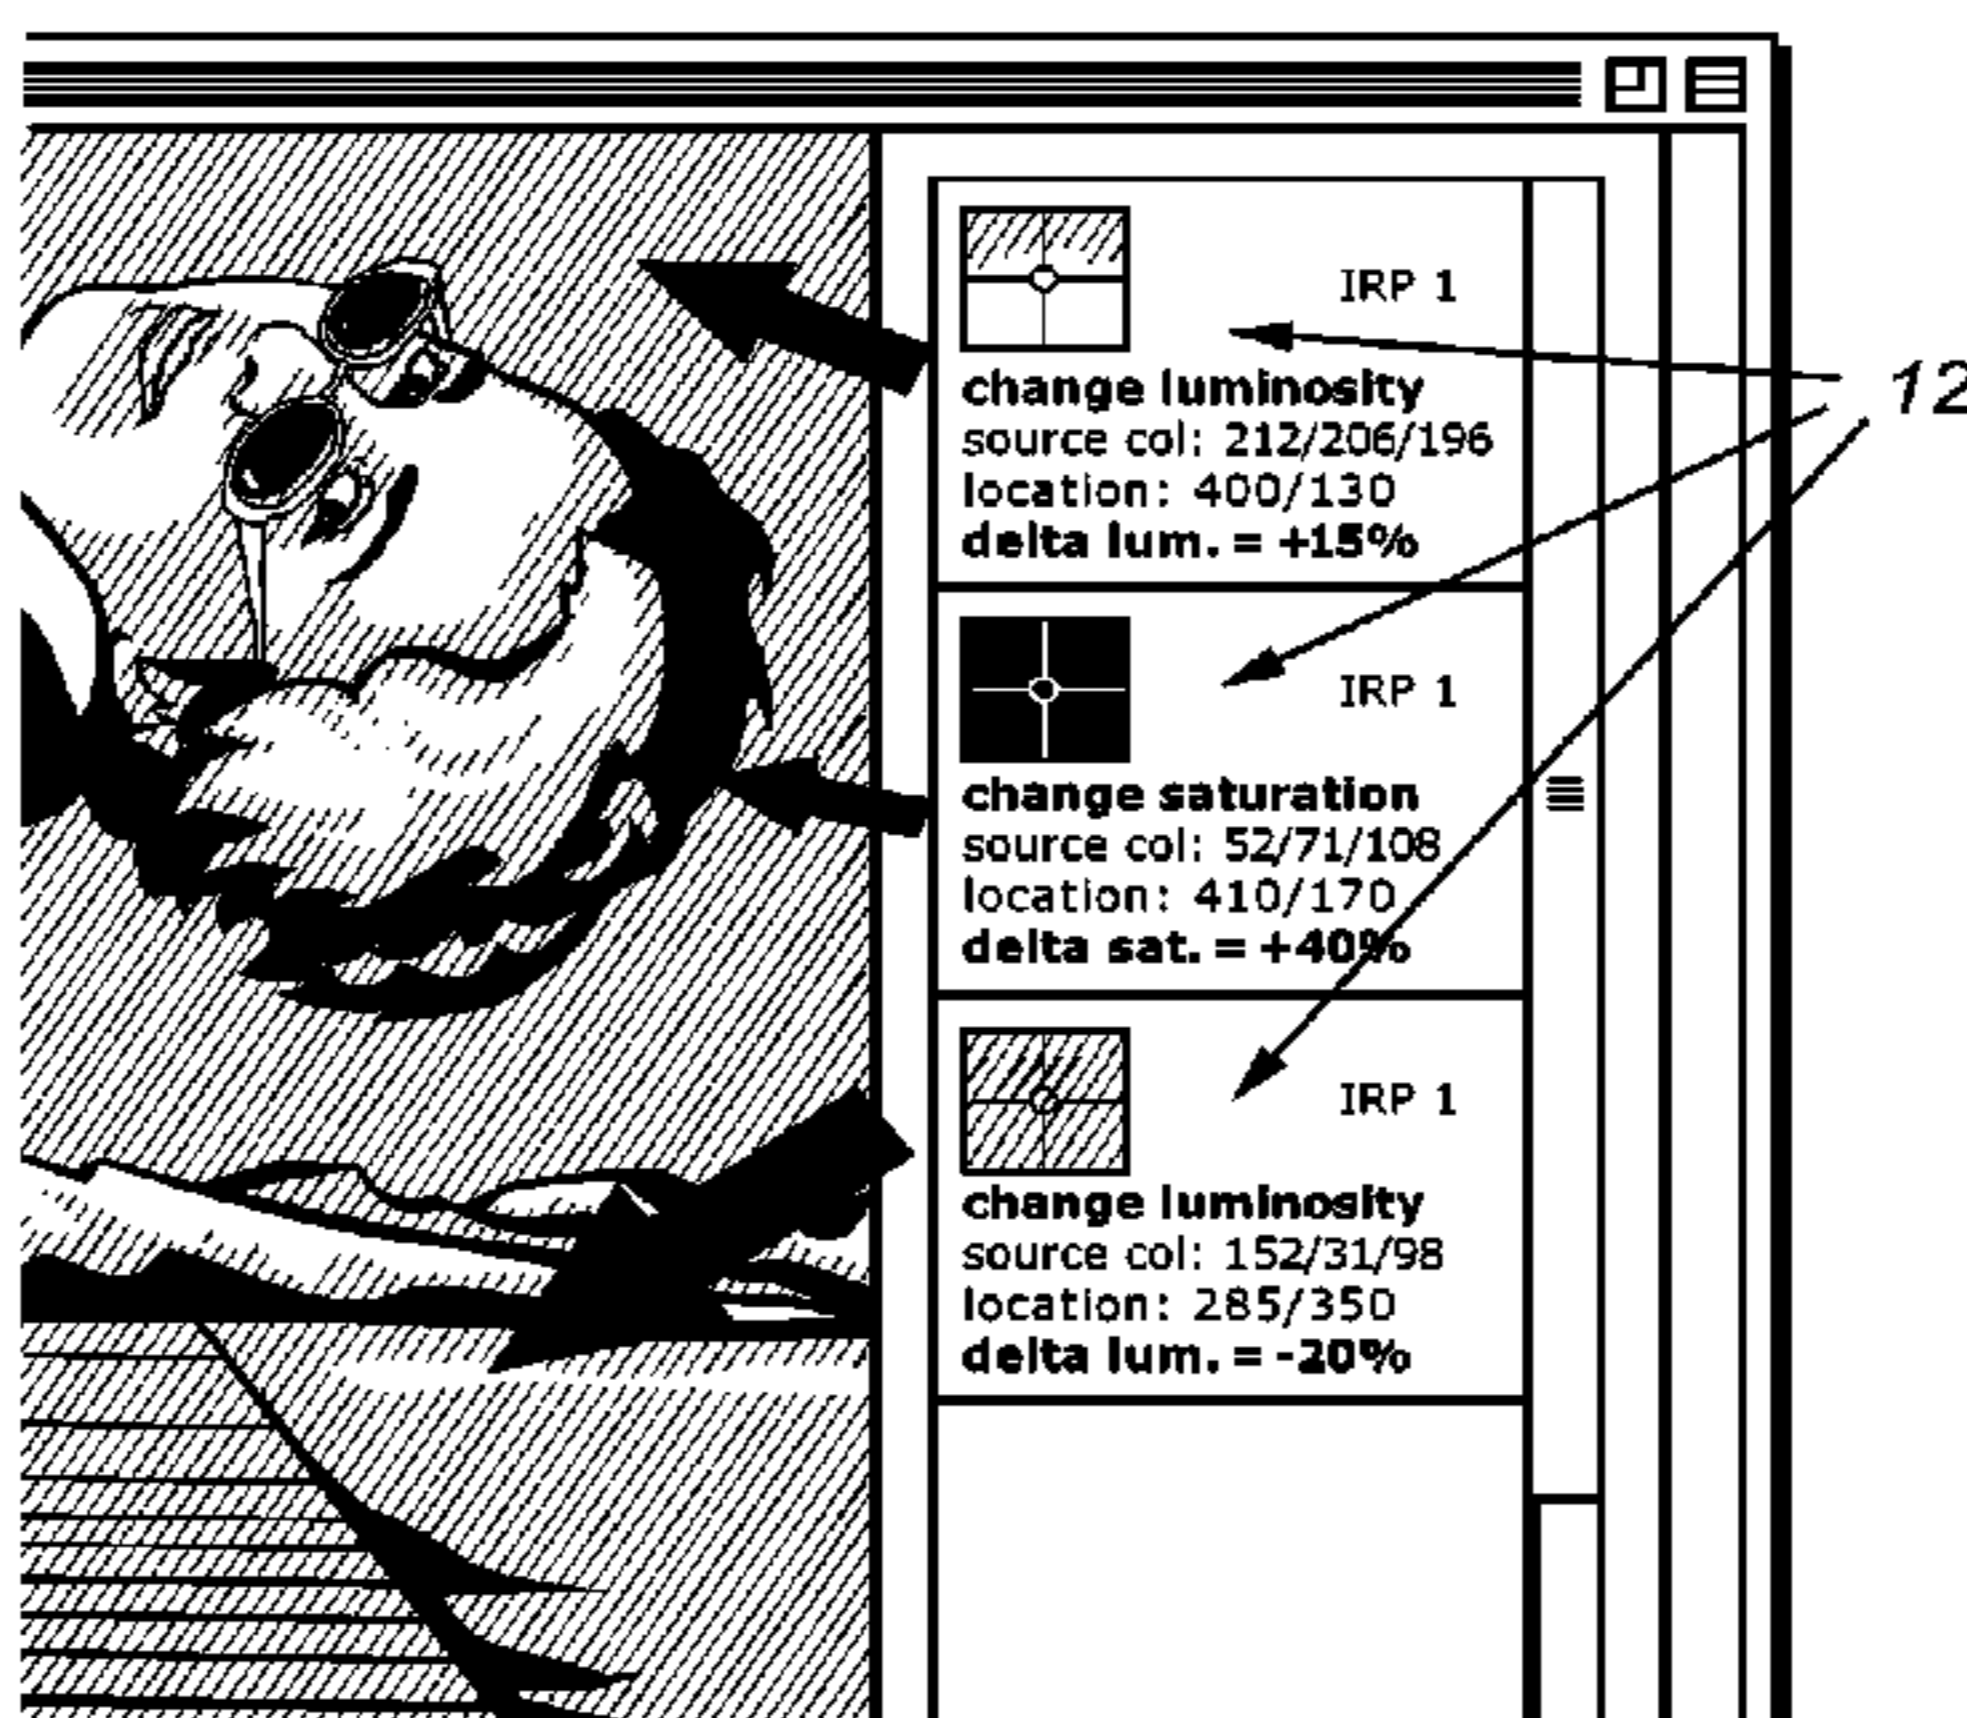 IRP 1
change luminosity
source col: 212/206/196
location: 400/130
delta lum. = +15%
12
IRP 1
change saturation
source col: 52/71/108
location: 410/170
delta sat. = +40%
IRP 1
change luminosity
source col: 152/31/98
location: 285/350
delta lum. = -20%